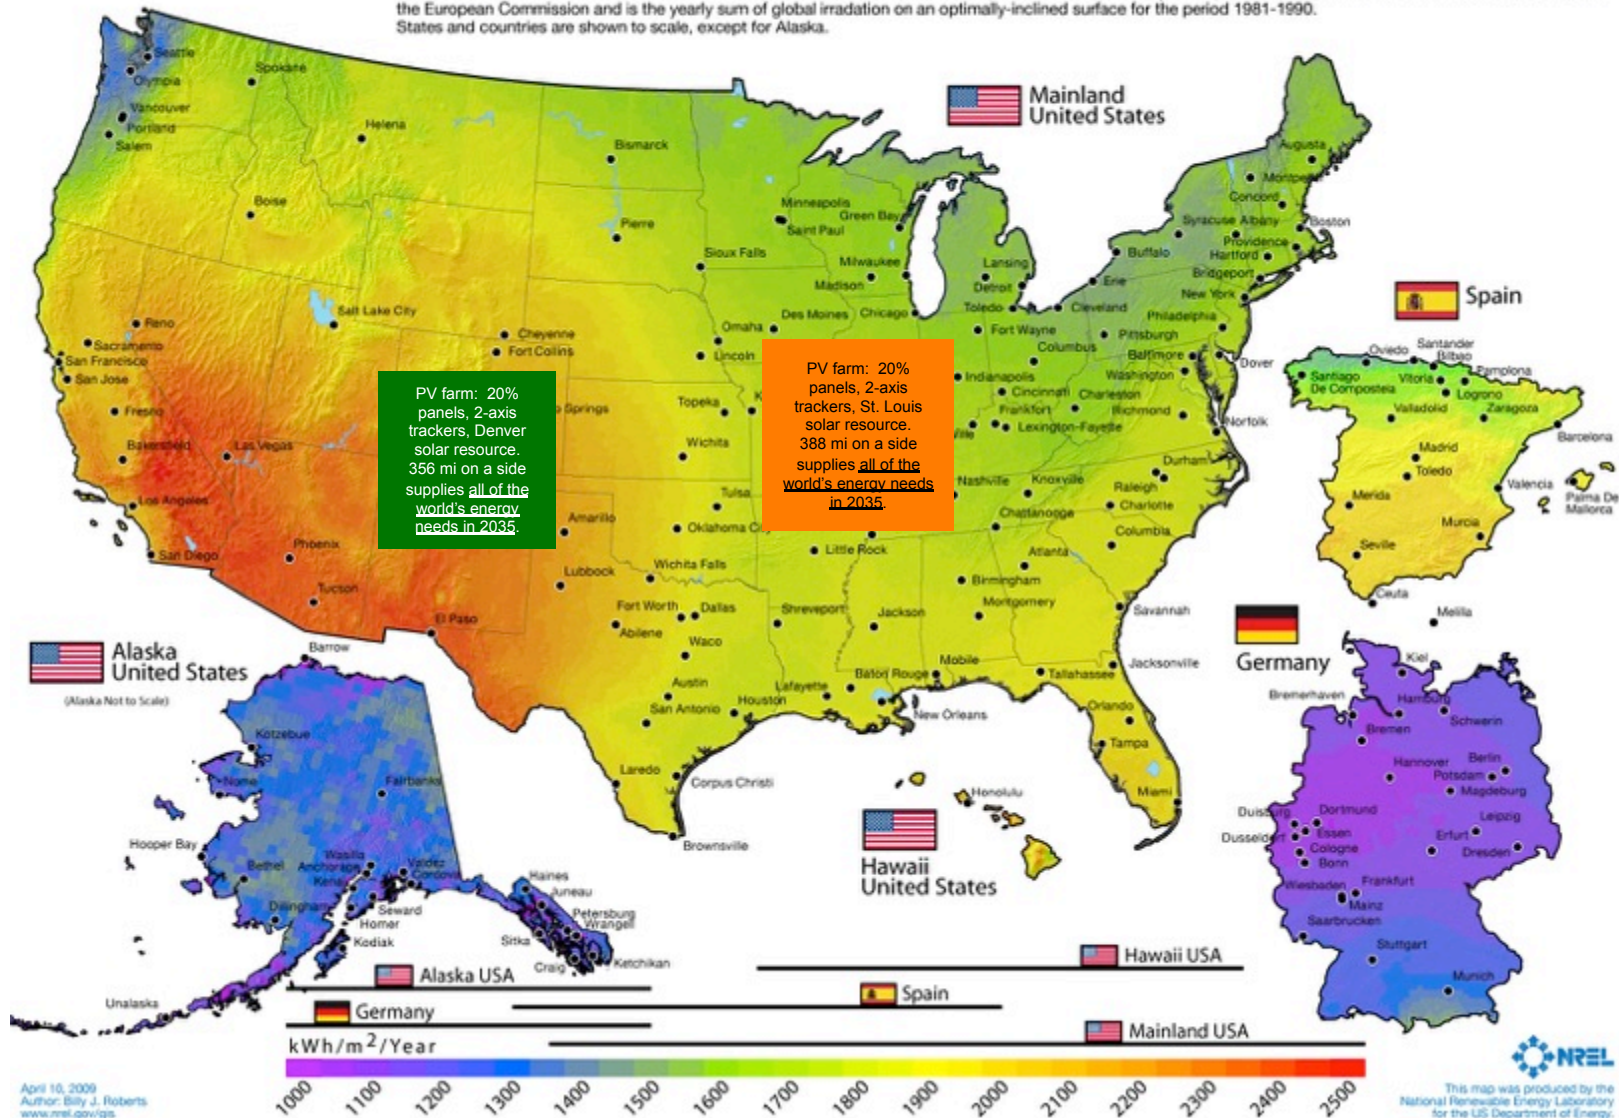 the European Commission and is the yearly sum of global irradation on an optimally-inclined surface for the period 1981-1990.
States and countries are shown to scale, except for Alaska.
Mainland
United States
Seattle
Olympia
Spokane
Vancouver
Portland
Salem
Helena
Bismarck
Boise
Pierre
Minneapolis
Saint Paul
Green Bay
Sioux Falls
Milwaukee
Madison
Lansing
Detroit
Augusta
Montpe
Concord
Syracuse
Albany
Boston
Providence
Hartford
Buffalo
Bridgeport
Erie
New York
Toledo
Cleveland
Philadelphia
Reno
Salt Lake City
Cheyenne
Fort Collins
Omaha
Des Moines
Chicago
Fort Wayne
Pittsburgh
Sacramento
San Francisco
San Jose
Lincoln
Columbus
Baltimore
Washington
Dover
Indianapolis
Cincinnati
Charleston
Fresno
Springs
Topeka
K
Frankfort
Richmond
ville
Lexington-Fayette
Norfolk
Bakersfield
Las Vegas
Wichita
Durham
Los Angeles
Tulsa
Nashville
Knoxville
Raleigh
Charlotte
Amarillo
Oklahoma City
Chattanooga
Columbia
San Diego
Phoenix
Little Rock
Atlanta
Lubbock
Wichita Falls
Birmingham
Tucson
El Paso
Fort Worth
Dallas
Shreveport
Jackson
Montgomery
Savannah
Abilene
Waco
Austin
Houston
Lafayette
Baton Rouge
Mobile
Tallahassee
Jacksonville
San Antonio
New Orleans
Orlando
Tampa
Laredo
Corpus Christi
Miami
Brownsville
PV farm: 20%
panels, 2-axis
trackers, Denver
solar resource.
356 mi on a side
supplies all of the
world's energy
needs in 2035.
PV farm: 20%
panels, 2-axis
trackers, St. Louis
solar resource.
388 mi on a side
supplies all of the
world's energy needs
in 2035.
Spain
Oviedo
Santander
Bilbao
Pamplona
Santiago
De Compostela
Vitoria
Logrono
Valladolid
Zaragoza
Barcelona
Madrid
Toledo
Valencia
Palma De
Mallorca
Merida
Murcia
Seville
Ceuta
Melilla
Germany
Kiel
Bremerhaven
Hamburg
Schwerin
Bremen
Hannover
Berlin
Potsdam
Magdeburg
Duisburg
Dortmund
Leipzig
Dusseldorf
Essen
Erfurt
Cologne
Dresden
Bonn
Wiesbaden
Frankfurt
Mainz
Saarbrucken
Stuttgart
Munich
Alaska
United States
(Alaska Not to Scale)
Barrow
Kotzebue
Nome
Fairbanks
Hooper Bay
Bethel
Wasilla
Anchorage
Kenai
Valdez
Cordova
Dillingham
Seward
Homer
Kodiak
Haines
Juneau
Petersburg
Wrangell
Sitka
Craig
Ketchikan
Unalaska
Honolulu
Hawaii
United States
Hawaii USA
Alaska USA
Spain
Germany
Mainland USA
kWh/m2/Year
1000 1100 1200 1300 1400 1500 1600 1700 1800 1900 2000 2100 2200 2300 2400 2500
April 10, 2009
Author: Billy J. Roberts
www.nrel.gov/gis
NREL
This map was produced by the
National Renewable Energy Laboratory
for the US Department of Energy